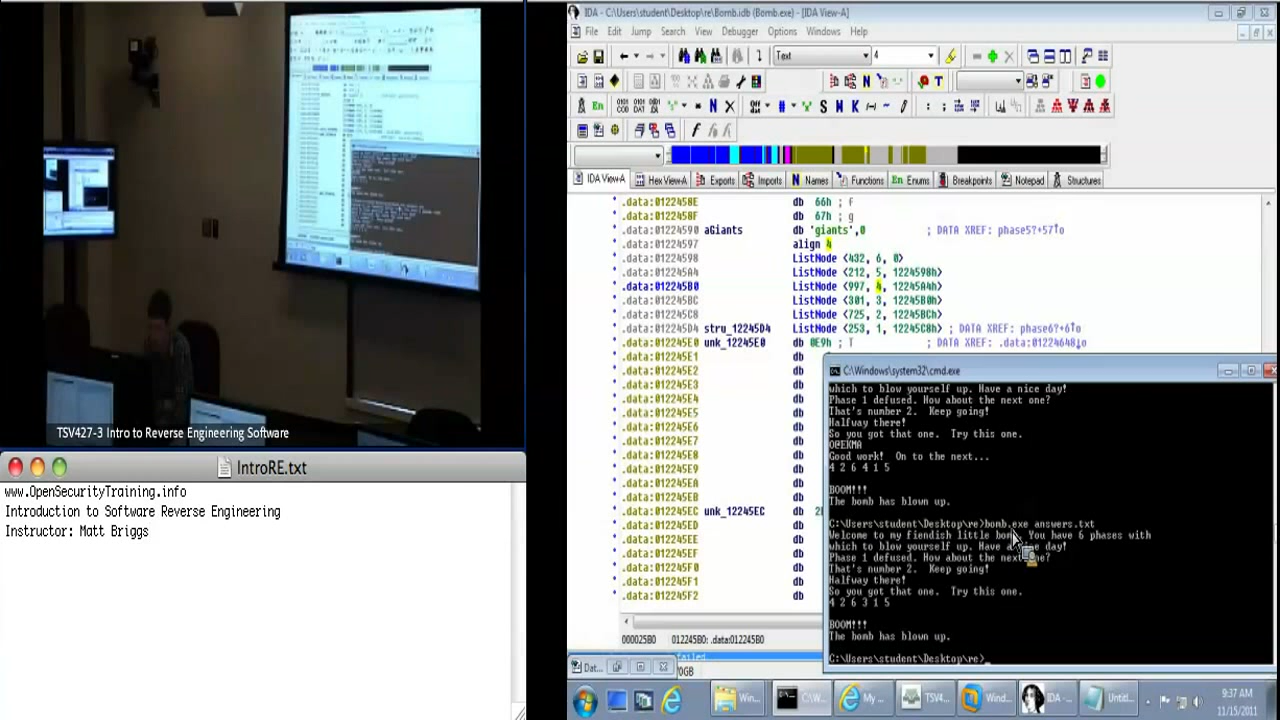 TSV427-3 Intro to Reverse Engineering Software
IntroRE.txt
www.OpenSecurityTraining.info
Introduction to Software Reverse Engineering
Instructor: Matt Briggs
IDA - C:\Users\student\Desktop\re\Bomb.idb (Bomb.exe) - [IDA View-A]
File Edit Jump Search View Debugger Options Windows Help
Text 4
IDA View-A Functions Enums Breakpoints
.data:0122458E db 66h ; f
.data:0122458F db 67h ; g
.data:01224590 aGiants db 'giants',0 ; DATA XREF: phase5?+57↑o
.data:01224597 align 4
.data:01224598 ListNode <432, 6, 0>
.data:012245A4 ListNode <212, 5, 1224598h>
.data:012245B0 ListNode <997, 4, 12245A4h>
.data:012245BC ListNode <301, 3, 12245B0h>
.data:012245C8 ListNode <725, 2, 12245BCh>
.data:012245D4 stru_12245D4 ListNode <253, 1, 12245C8h> ; DATA XREF: phase6?+6↑o
.data:012245E0 unk_12245E0 db 0E9h ; T ; DATA XREF: .data:01224648↓o
.data:012245E1 db
.data:012245E2 db
.data:012245E3 db
.data:012245E4 db
.data:012245E5 db
.data:012245E6 db
.data:012245E7 db
.data:012245E8 db
.data:012245E9 db
.data:012245EA db
.data:012245EB db
.data:012245EC unk_12245EC db
.data:012245ED db
.data:012245EE db
.data:012245EF db
.data:012245F0 db
.data:012245F1 db
.data:012245F2 db
000025B0 012245B0: .data:012245B0
failed.
C:\Windows\system32\cmd.exe
which to blow yourself up. Have a nice day!
Phase 1 defused. How about the next one?
That's number 2. Keep going!
Halfway there!
So you got that one. Try this one.
O@EKMA
Good work! On to the next...
4 2 6 4 1 5
BOOM!!!
The bomb has blown up.
C:\Users\student\Desktop\re>bomb.exe answers.txt
Welcome to my fiendish little bomb. You have 6 phases with
which to blow yourself up. Have a nice day!
Phase 1 defused. How about the next one?
That's number 2. Keep going!
Halfway there!
So you got that one. Try this one.
4 2 6 3 1 5
BOOM!!!
The bomb has blown up.
C:\Users\student\Desktop\re>_
Dat...
Win... C:\W... My ... TSV4... Wind... IDA -... Untitl...
9:37 AM
11/15/2011